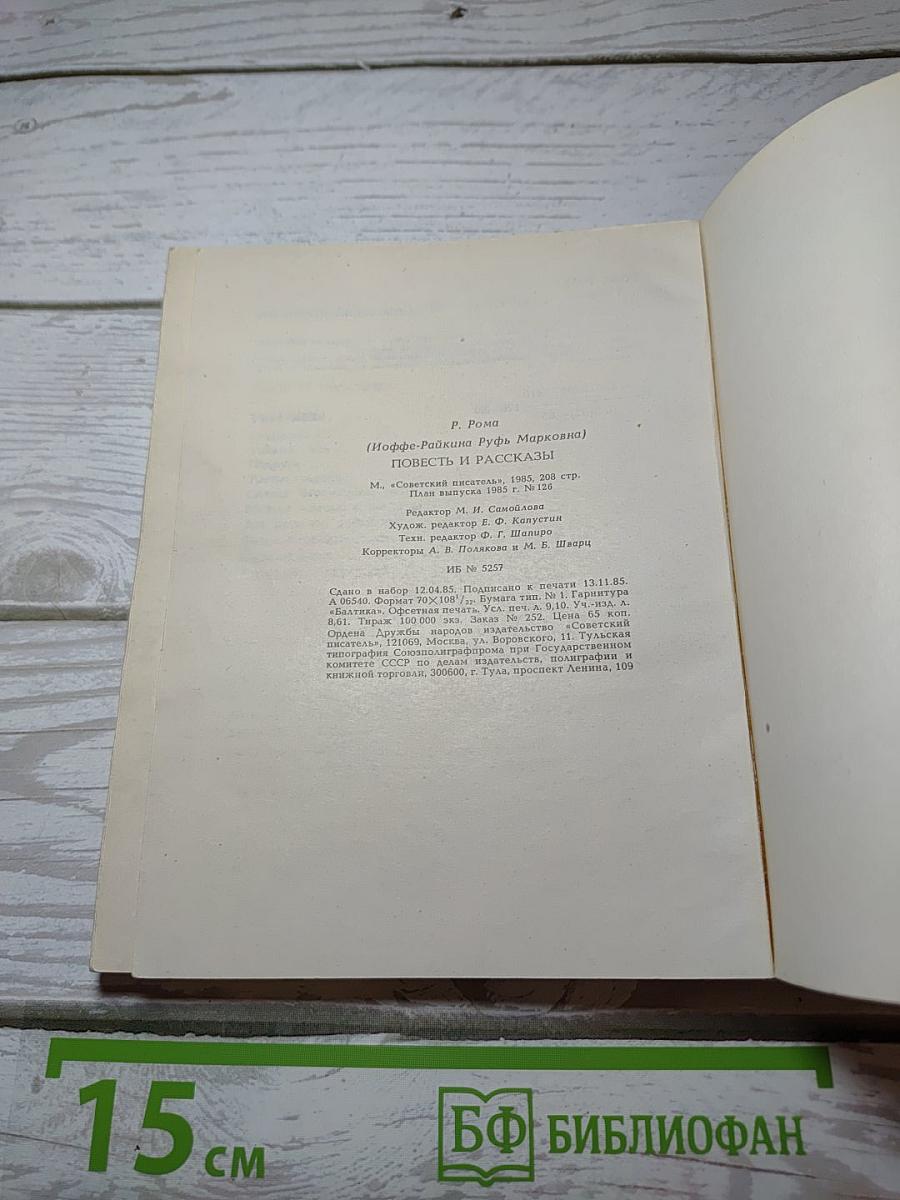 Р. Рома
(Иоффе-Райкина Руфь Марковна)
ПОВЕСТЬ И РАССКАЗЫ
М., «Советский писатель», 1985, 208 стр.
План выпуска 1985 г. № 126
Редактор М. И. Самойлова
Худож. редактор Е. Ф. Капустин
Техн. редактор Ф. Г. Шапиро
Корректоры А. В. Полякова и М. Б. Шварц
ИБ № 5257
Сдано в набор 12.04.85. Подписано к печати 13.11.85.
А 06540. Формат 70×108¹/₃₂. Бумага тип. № 1. Гарнитура
«Балтика». Офсетная печать. Усл. печ. л. 9,10. Уч.-изд. л.
8,61. Тираж 100 000 экз. Заказ № 252. Цена 65 коп.
Ордена Дружбы народов издательство «Советский
писатель», 121069, Москва, ул. Воровского, 11. Тульская
типография Союзполиграфпрома при Государственном
комитете СССР по делам издательств, полиграфии и
книжной торговли, 300600, г. Тула, проспект Ленина, 109
15 см
БФ БИБЛИОФАН